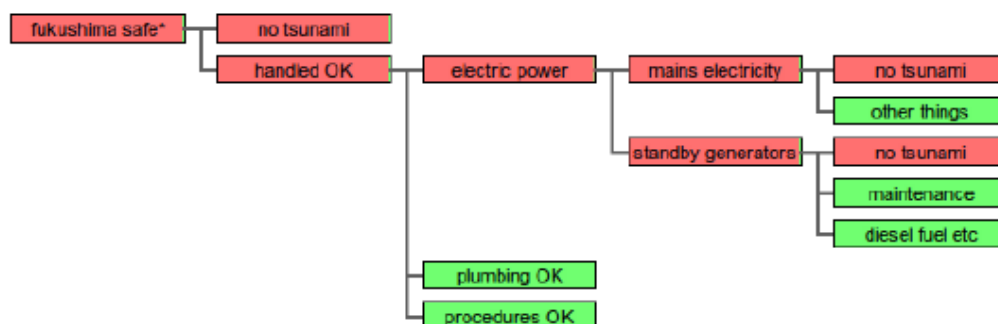 fukushima safe*
no tsunami
handled OK
electric power
mains electricity
no tsunami
other things
standby generators
no tsunami
maintenance
diesel fuel etc
plumbing OK
procedures OK